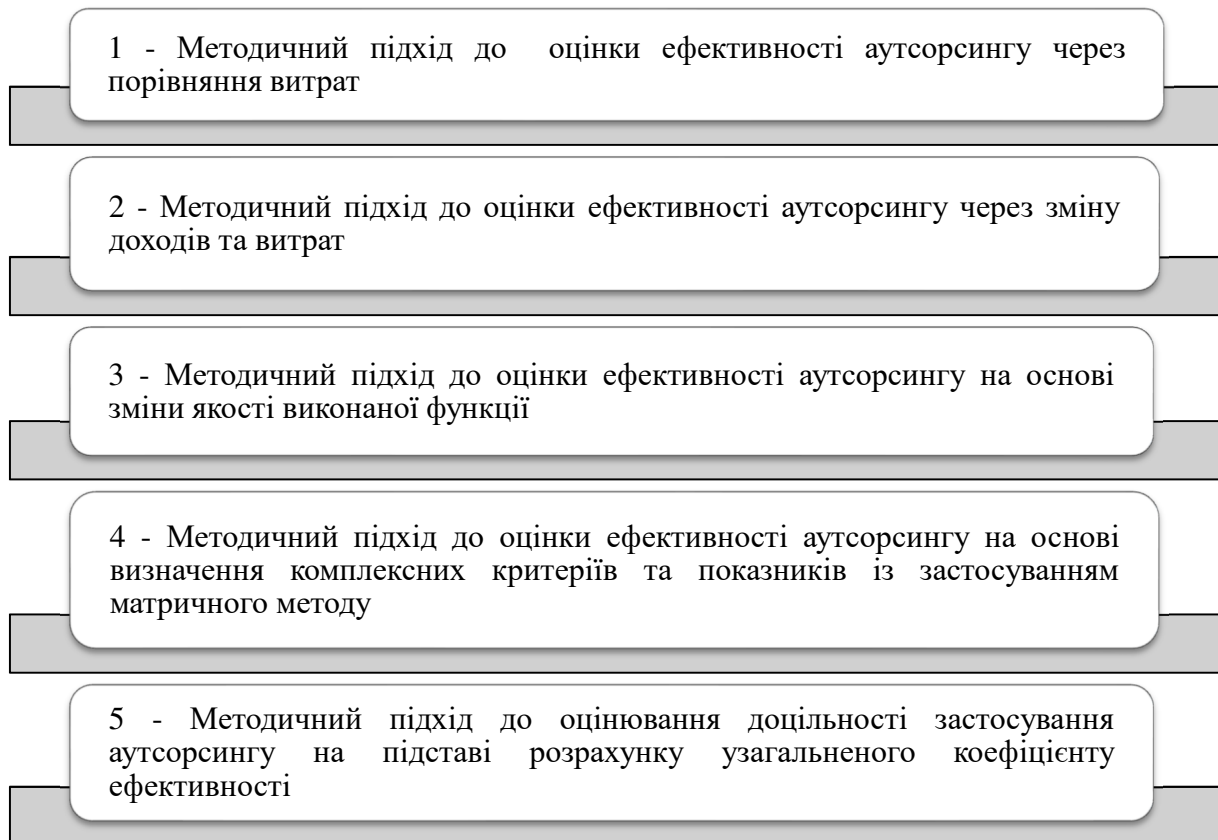 1 - Методичний підхід до оцінки ефективності аутсорсингу через
порівняння витрат
2 - Методичний підхід до оцінки ефективності аутсорсингу через зміну
доходів та витрат
3 - Методичний підхід до оцінки ефективності аутсорсингу на основі
зміни якості виконаної функції
4 - Методичний підхід до оцінки ефективності аутсорсингу на основі
визначення комплексних критеріїв та показників із застосуванням
матричного методу
5 - Методичний підхід до оцінювання доцільності застосування
аутсорсингу на підставі розрахунку узагальненого коефіцієнту
ефективності